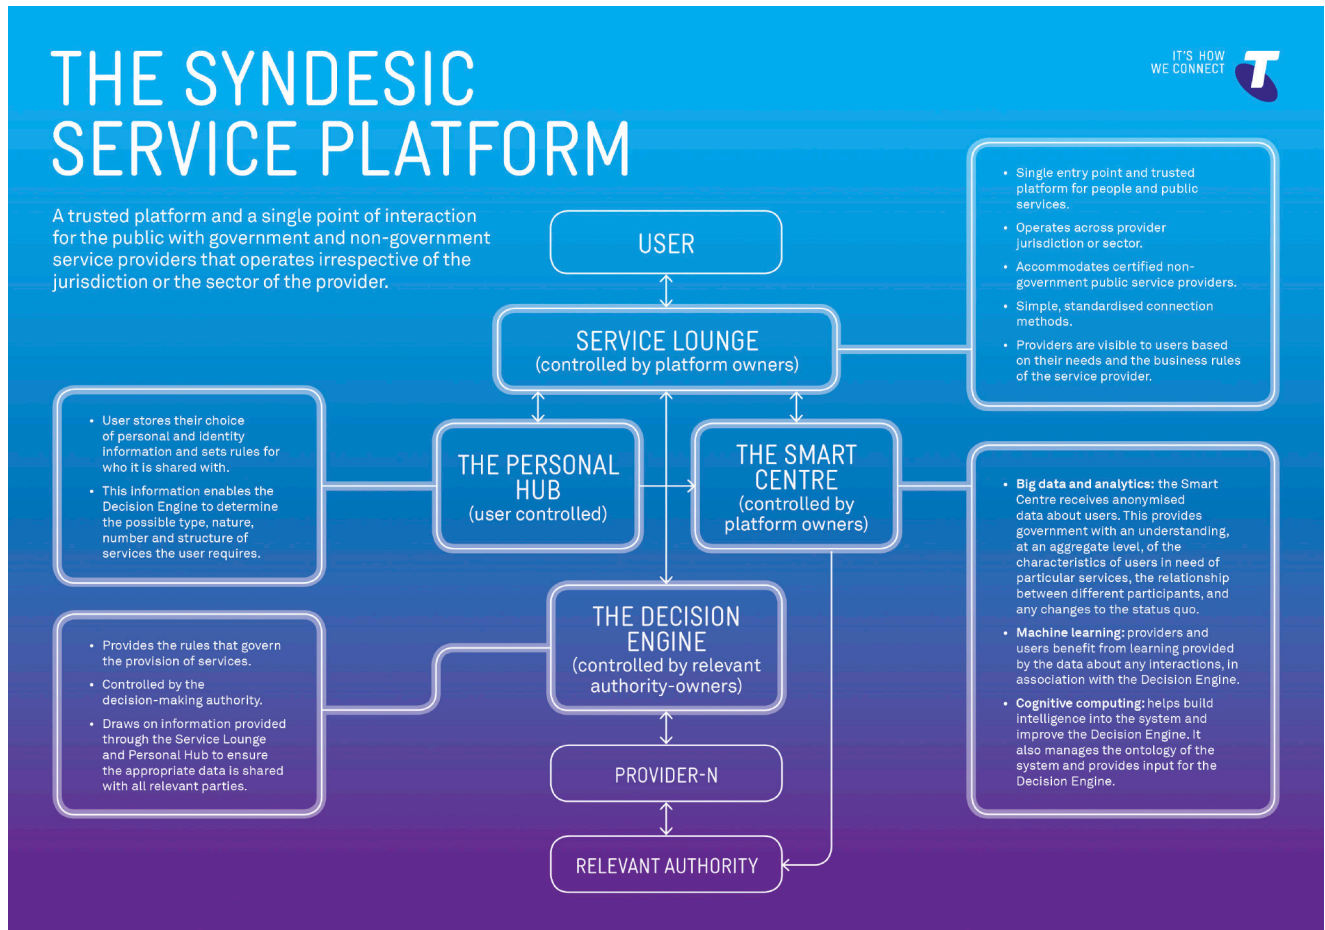 THE SYNDESIC
SERVICE PLATFORM
IT'S HOW
WE CONNECT
T
A trusted platform and a single point of interaction
for the public with government and non-government
service providers that operates irrespective of the
jurisdiction or the sector of the provider.
USER
SERVICE LOUNGE
(controlled by platform owners)
• Single entry point and trusted
platform for people and public
services.
• Operates across provider
jurisdiction or sector.
• Accommodates certified non-
government public service providers.
• Simple, standardised connection
methods.
• Providers are visible to users based
on their needs and the business rules
of the service provider.
• User stores their choice
of personal and identity
information and sets rules for
who it is shared with.
• This information enables the
Decision Engine to determine
the possible type, nature,
number and structure of
services the user requires.
THE PERSONAL
HUB
(user controlled)
THE SMART
CENTRE
(controlled by
platform owners)
• Big data and analytics: the Smart
Centre receives anonymised
data about users. This provides
government with an understanding,
at an aggregate level, of the
characteristics of users in need of
particular services, the relationship
between different participants, and
any changes to the status quo.
• Machine learning: providers and
users benefit from learning provided
by the data about any interactions, in
association with the Decision Engine.
• Cognitive computing: helps build
intelligence into the system and
improve the Decision Engine. It
also manages the ontology of the
system and provides input for the
Decision Engine.
• Provides the rules that govern
the provision of services.
• Controlled by the
decision-making authority.
• Draws on information provided
through the Service Lounge
and Personal Hub to ensure
the appropriate data is shared
with all relevant parties.
THE DECISION
ENGINE
(controlled by relevant
authority-owners)
PROVIDER-N
RELEVANT AUTHORITY